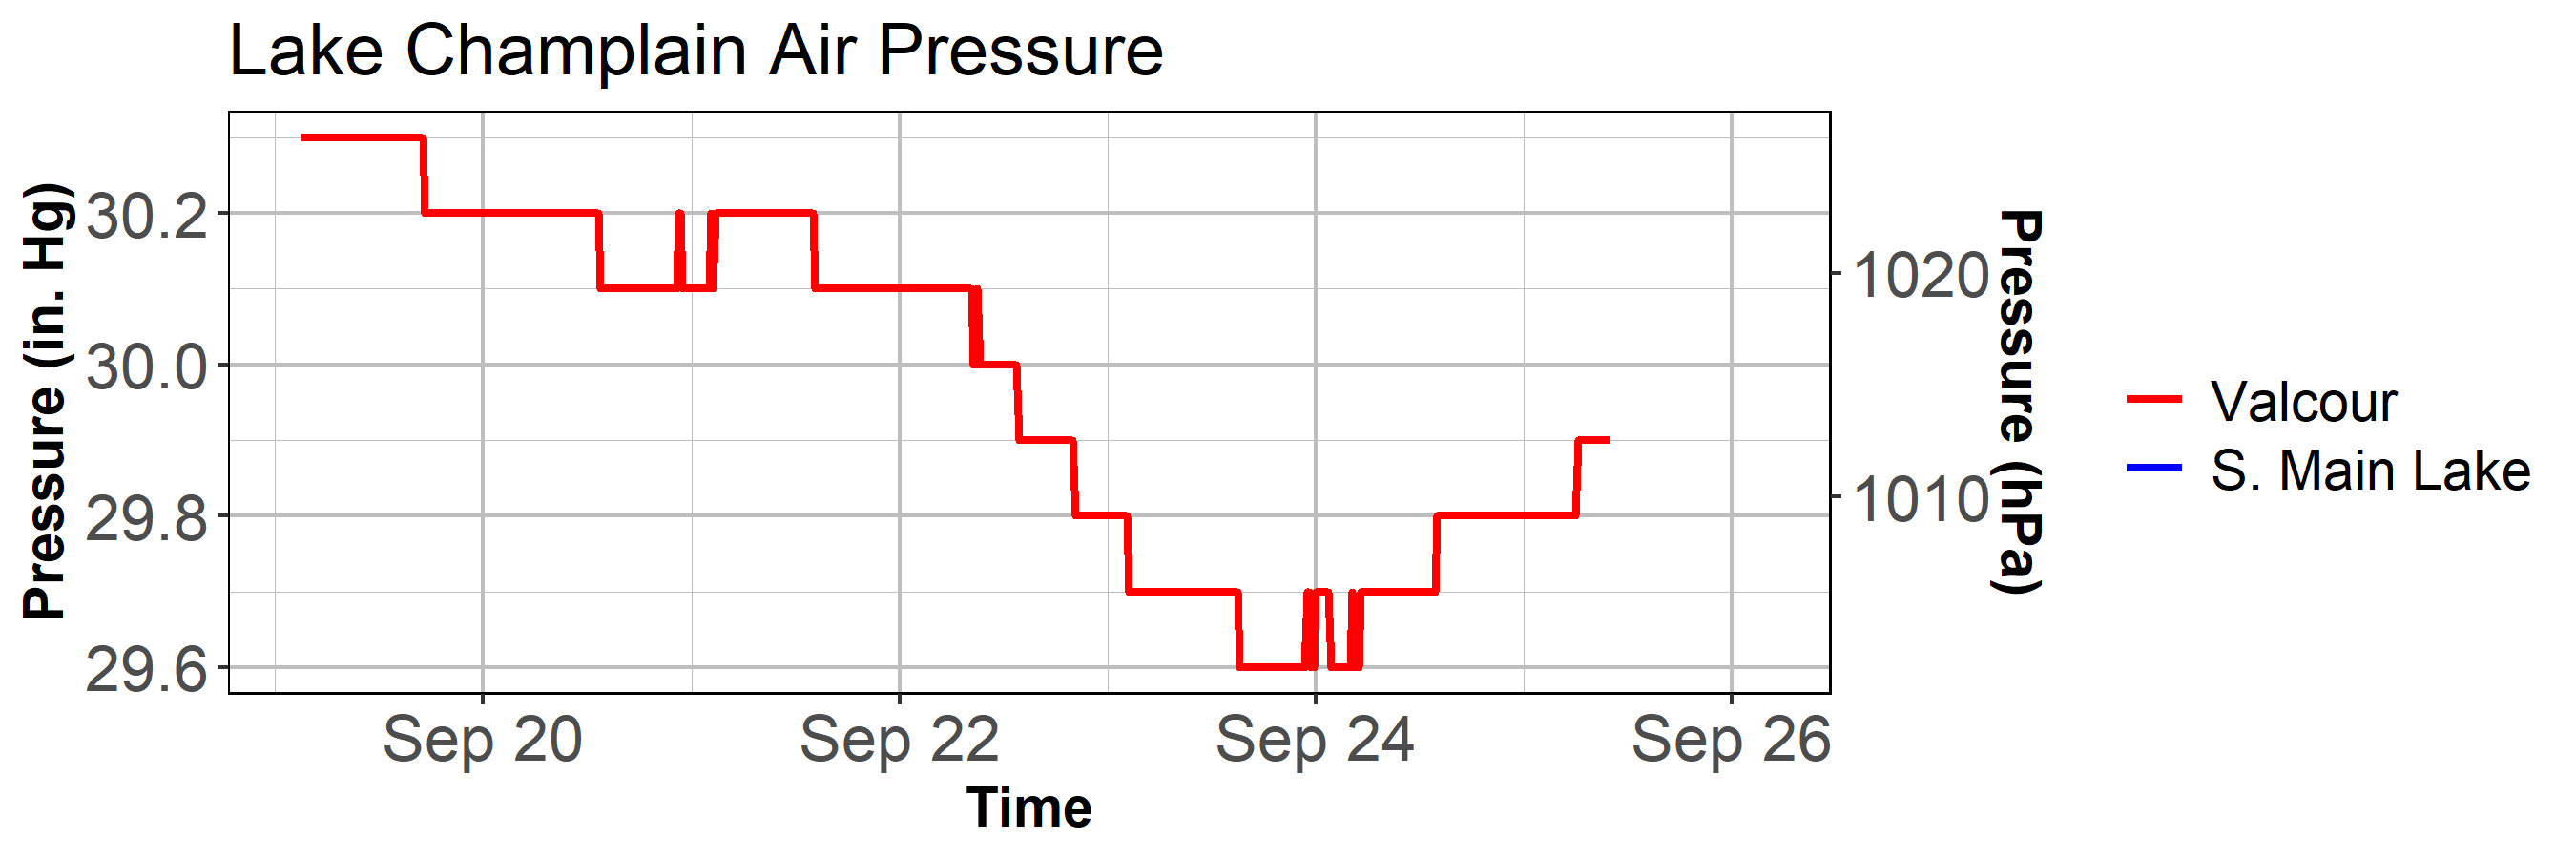 Lake Champlain Air Pressure
Pressure (in. Hg)
30.2
30.0
29.8
29.6
1020
1010
Pressure (hPa)
Sep 20
Sep 22
Sep 24
Sep 26
Time
Valcour
S. Main Lake